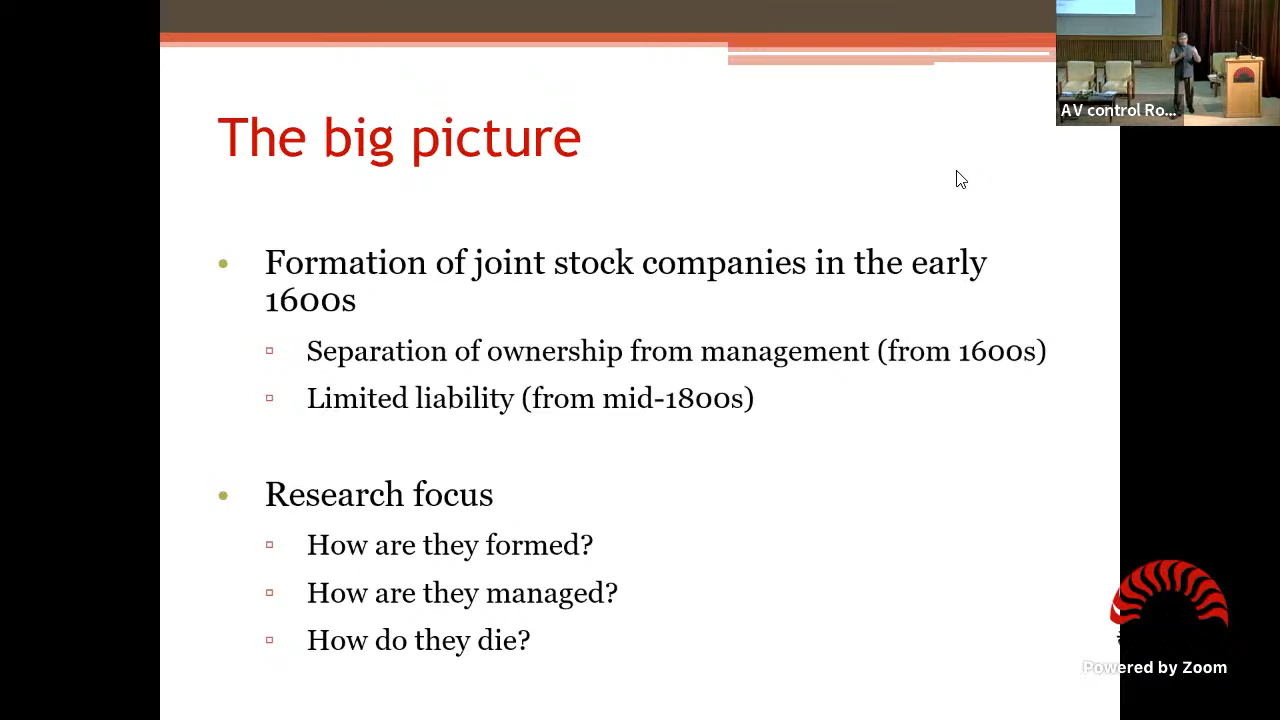 AV control Ro...
The big picture
• Formation of joint stock companies in the early
1600s
▫ Separation of ownership from management (from 1600s)
▫ Limited liability (from mid-1800s)
• Research focus
▫ How are they formed?
▫ How are they managed?
▫ How do they die?
Powered by Zoom